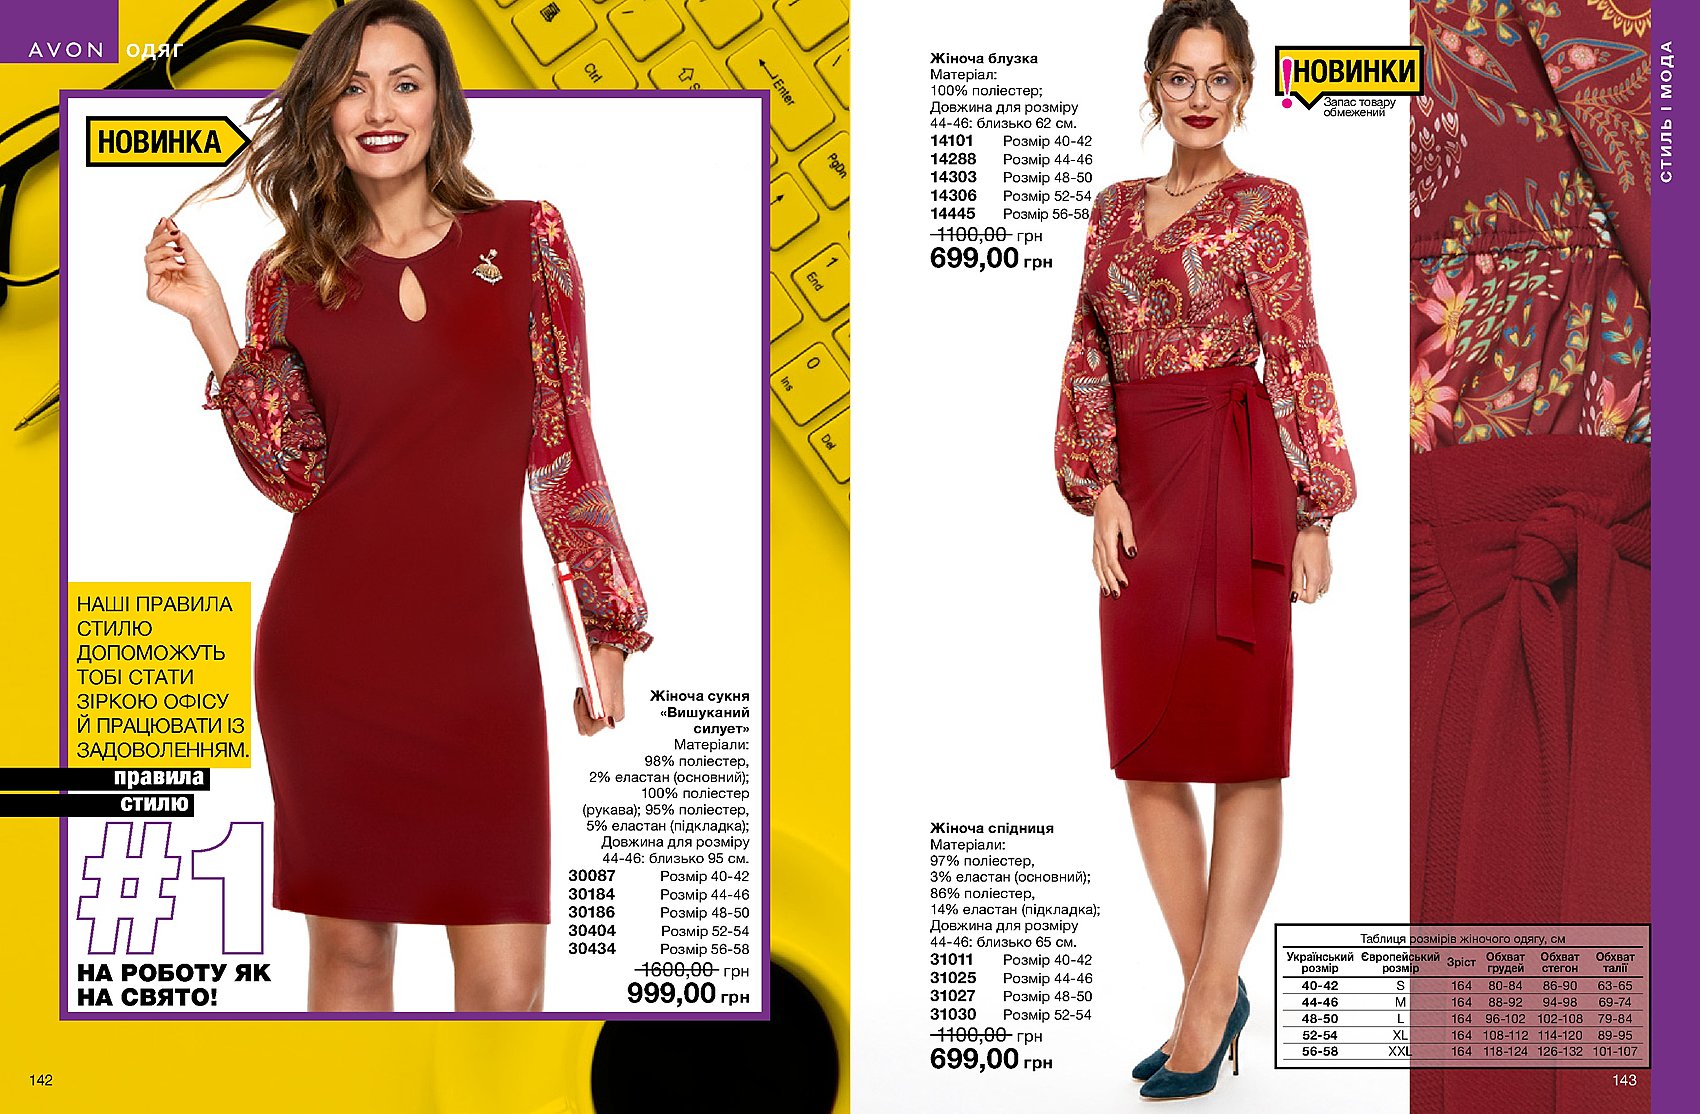 AVON одяг
Ctrl
Enter
PgDn
1
End
0
Ins
Del
НОВИНКА
НАШІ ПРАВИЛА
СТИЛЮ
ДОПОМОЖУТЬ
ТОБІ СТАТИ
ЗІРКОЮ ОФІСУ
Й ПРАЦЮВАТИ ІЗ
ЗАДОВОЛЕННЯМ.
правила
стилю
#1
НА РОБОТУ ЯК
НА СВЯТО!
Жіноча сукня
«Вишуканий
силует»
Матеріали:
98% поліестер,
2% еластан (основний);
100% поліестер
(рукава); 95% поліестер,
5% еластан (підкладка);
Довжина для розміру
44-46: близько 95 см.
30087 Розмір 40-42
30184 Розмір 44-46
30186 Розмір 48-50
30404 Розмір 52-54
30434 Розмір 56-58
1600,00 грн
999,00 грн
142
Жіноча блузка
Матеріал:
100% поліестер;
Довжина для розміру
44-46: близько 62 см.
14101 Розмір 40-42
14288 Розмір 44-46
14303 Розмір 48-50
14306 Розмір 52-54
14445 Розмір 56-58
1100,00 грн
699,00 грн
!НОВИНКИ
Запас товару
обмежений
СТИЛЬ І МОДА
Жіноча спідниця
Матеріали:
97% поліестер,
3% еластан (основний);
86% поліестер,
14% еластан (підкладка);
Довжина для розміру
44-46: близько 65 см.
31011 Розмір 40-42
31025 Розмір 44-46
31027 Розмір 48-50
31030 Розмір 52-54
1100,00 грн
699,00 грн
Таблиця розмірів жіночого одягу, см
Український розмір Європейський розмір Зріст Обхват грудей Обхват стегон Обхват талії
40-42 S 164 80-84 86-90 63-65
44-46 M 164 88-92 94-98 69-74
48-50 L 164 96-102 102-108 79-84
52-54 XL 164 108-112 114-120 89-95
56-58 XXL 164 118-124 126-132 101-107
143